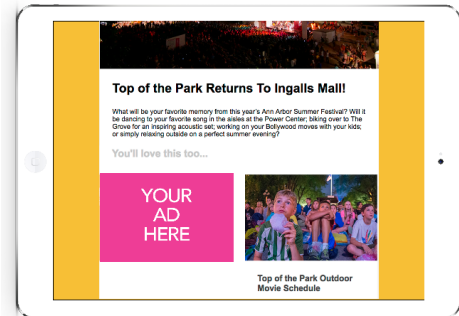 Top of the Park Returns To Ingalls Mall!
What will be your favorite memory from this year's Ann Arbor Summer Festival? Will it
be dancing to your favorite song in the aisles at the Power Center; biking over to The
Grove for an inspiring acoustic set; working on your Bollywood moves with your kids;
or simply relaxing outside on a perfect summer evening?
You'll love this too...
YOUR
AD
HERE
Top of the Park Outdoor
Movie Schedule